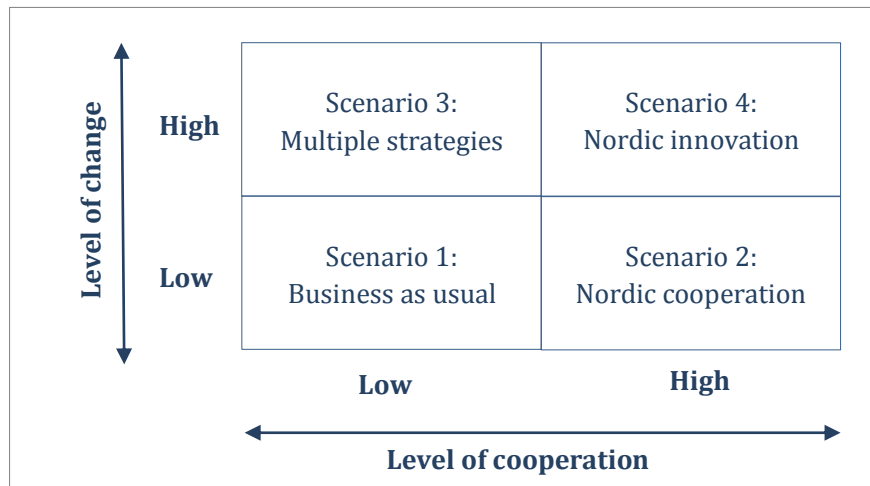 Level of change
High
Scenario 3:
Multiple strategies
Scenario 4:
Nordic innovation
Low
Scenario 1:
Business as usual
Scenario 2:
Nordic cooperation
Low
High
Level of cooperation